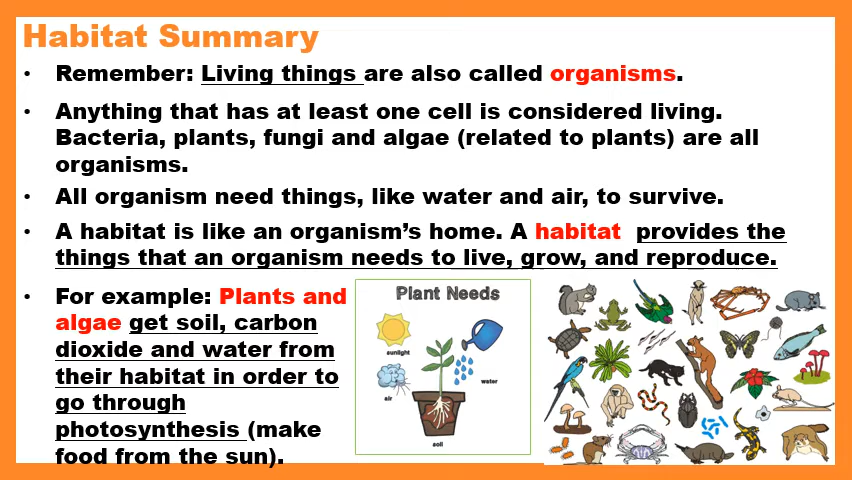 Habitat Summary
• Remember: Living things are also called organisms.
• Anything that has at least one cell is considered living.
Bacteria, plants, fungi and algae (related to plants) are all
organisms.
• All organism need things, like water and air, to survive.
• A habitat is like an organism’s home. A habitat provides the
things that an organism needs to live, grow, and reproduce.
• For example: Plants and
algae get soil, carbon
dioxide and water from
their habitat in order to
go through
photosynthesis (make
food from the sun).
Plant Needs
sunlight
water
air
soil